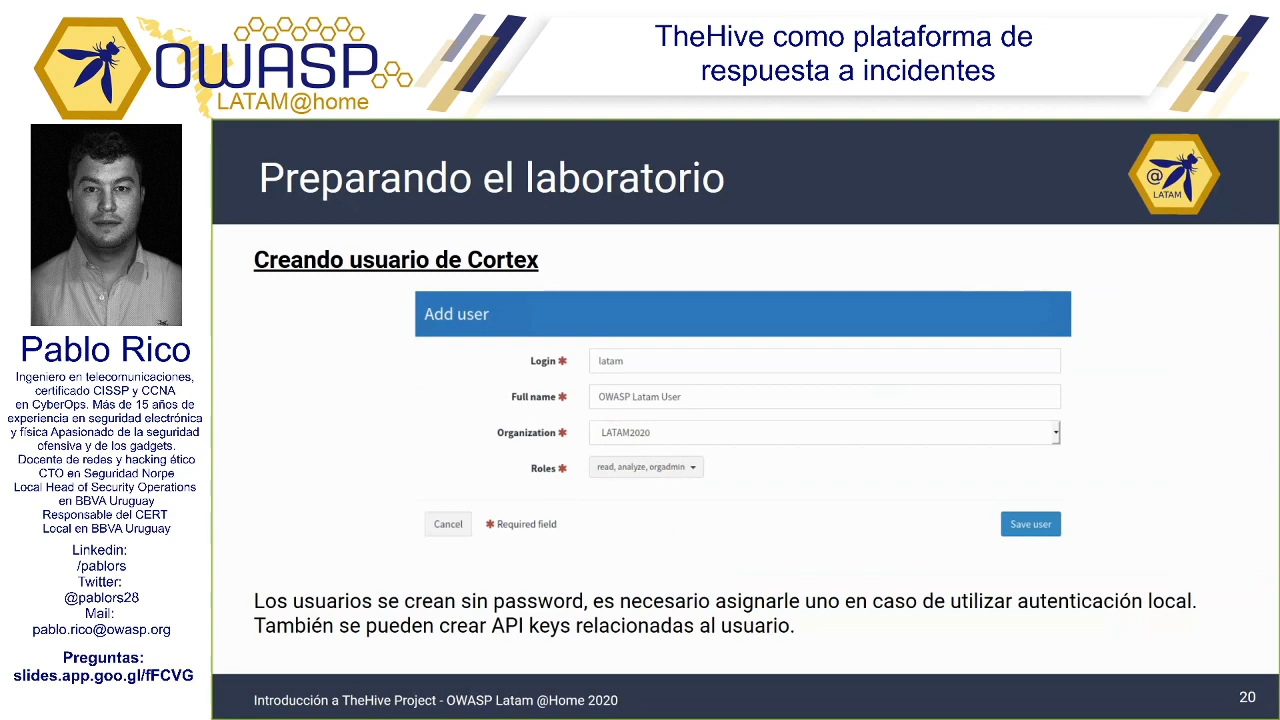 OWASP
LATAM@home
TheHive como plataforma de
respuesta a incidentes
Pablo Rico
Ingeniero en telecomunicaciones,
certificado CISSP y CCNA
en CyberOps. Más de 15 años de
experiencia en seguridad electrónica
y física Apasionado de la seguridad
ofensiva y de los gadgets.
Docente de redes y hacking ético
CTO en Seguridad Norpe
Local Head of Security Operations
en BBVA Uruguay
Responsable del CERT
Local en BBVA Uruguay
Linkedin:
/pablors
Twitter:
@pablors28
Mail:
pablo.rico@owasp.org
Preguntas:
slides.app.goo.gl/fFCVG
Preparando el laboratorio
@
LATAM
Creando usuario de Cortex
Add user
Login ✱ latam
Full name ✱ OWASP Latam User
Organization ✱ LATAM2020
Roles ✱ read, analyze, orgadmin
Cancel ✱ Required field Save user
Los usuarios se crean sin password, es necesario asignarle uno en caso de utilizar autenticación local.
También se pueden crear API keys relacionadas al usuario.
Introducción a TheHive Project - OWASP Latam @Home 2020 20